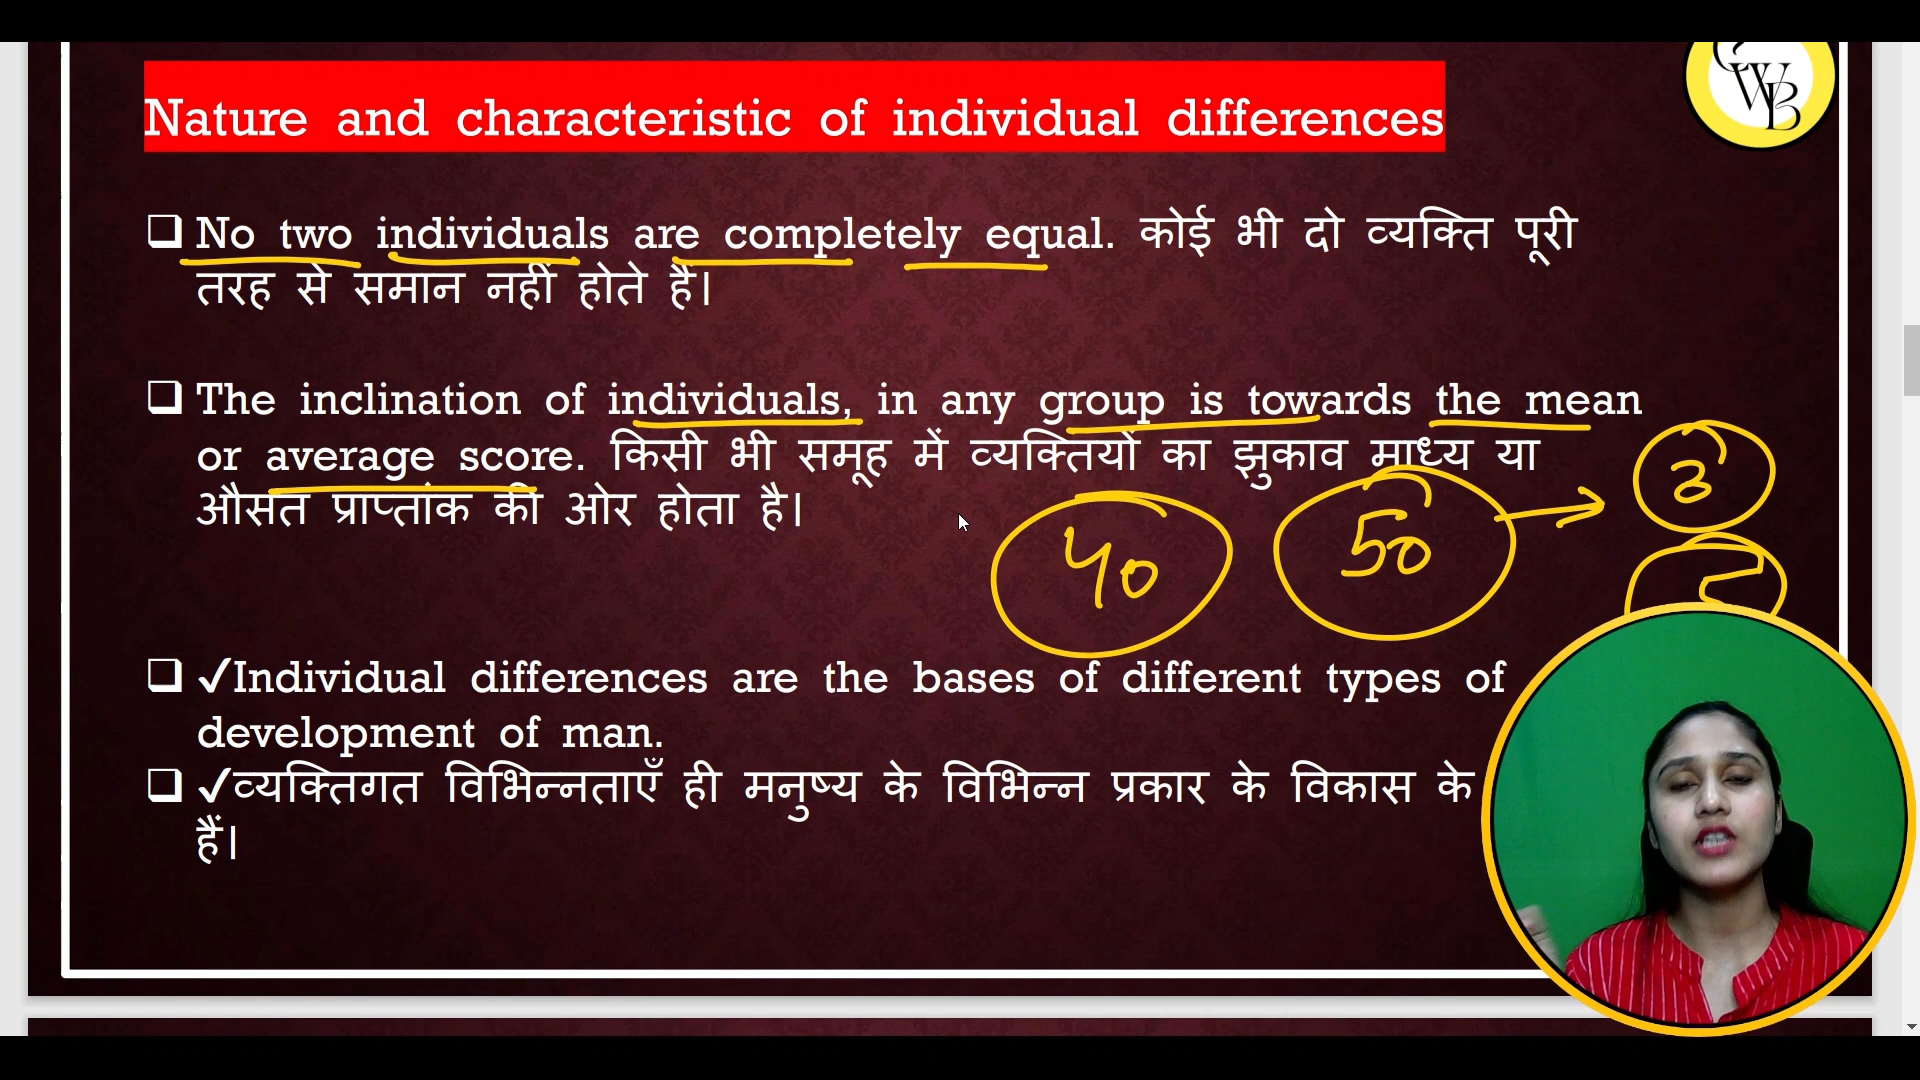 Nature and characteristic of individual differences
❑ No two individuals are completely equal. कोई भी दो व्यक्ति पूरी
तरह से समान नहीं होते हैं।
❑ The inclination of individuals, in any group is towards the mean
or average score. किसी भी समूह में व्यक्तियों का झुकाव माध्य या
औसत प्राप्तांक की ओर होता है।
40
50
❑ ✓Individual differences are the bases of different types of
development of man.
❑ ✓व्यक्तिगत विभिन्नताएँ ही मनुष्य के विभिन्न प्रकार के विकास के
हैं।